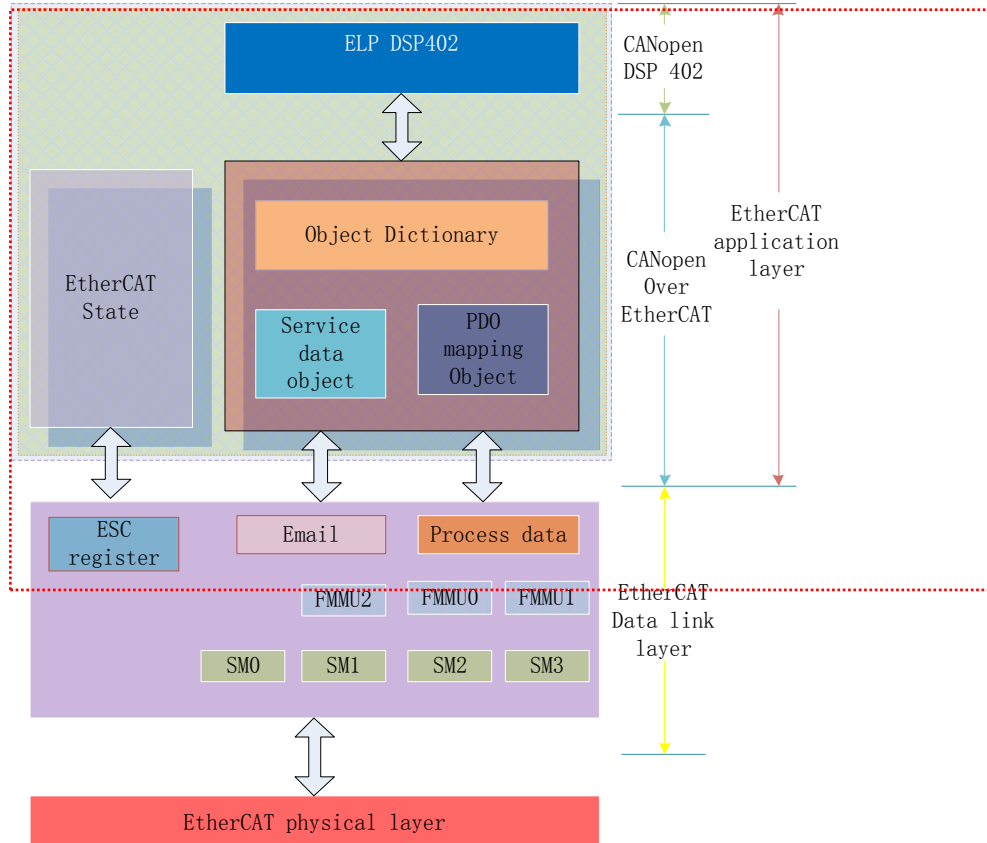 ELP DSP402
CANopen
DSP 402
EtherCAT
State
Object Dictionary
Service
data
object
PDO
mapping
Object
CANopen
Over
EtherCAT
EtherCAT
application
layer
ESC
register
Email
Process data
FMMU2
FMMU0
FMMU1
SM0
SM1
SM2
SM3
EtherCAT
Data link
layer
EtherCAT physical layer